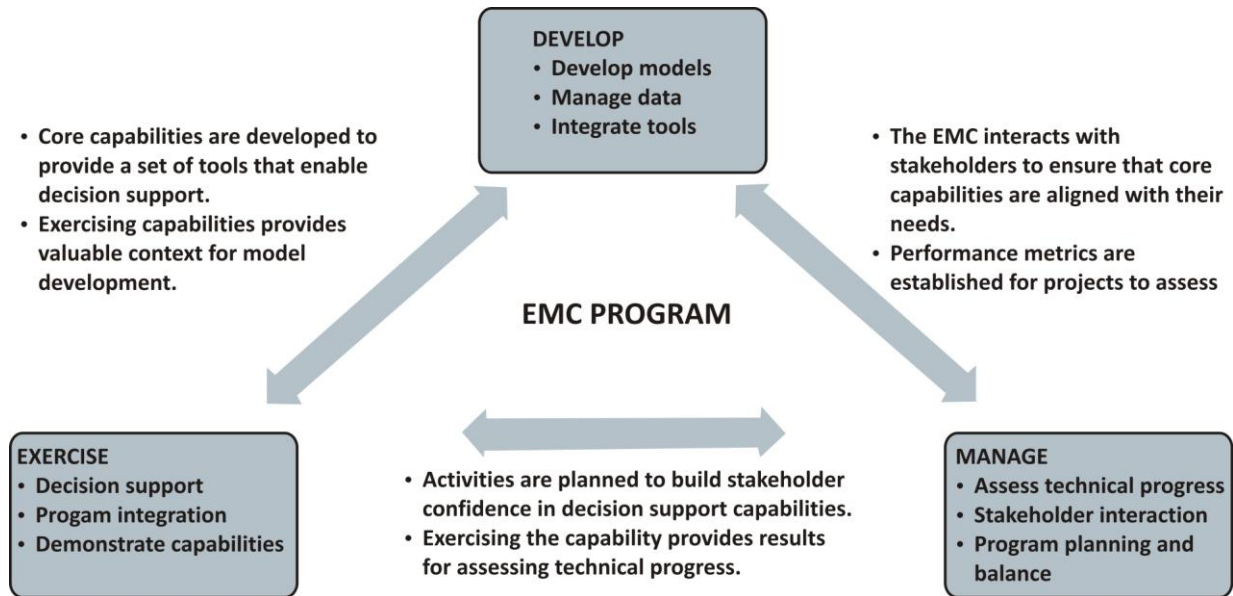 DEVELOP
• Develop models
• Manage data
• Integrate tools
• Core capabilities are developed to
provide a set of tools that enable
decision support.
• Exercising capabilities provides
valuable context for model
development.
• The EMC interacts with
stakeholders to ensure that core
capabilities are aligned with their
needs.
• Performance metrics are
established for projects to assess
EMC PROGRAM
EXERCISE
• Decision support
• Progam integration
• Demonstrate capabilities
• Activities are planned to build stakeholder
confidence in decision support capabilities.
• Exercising the capability provides results
for assessing technical progress.
MANAGE
• Assess technical progress
• Stakeholder interaction
• Program planning and
balance